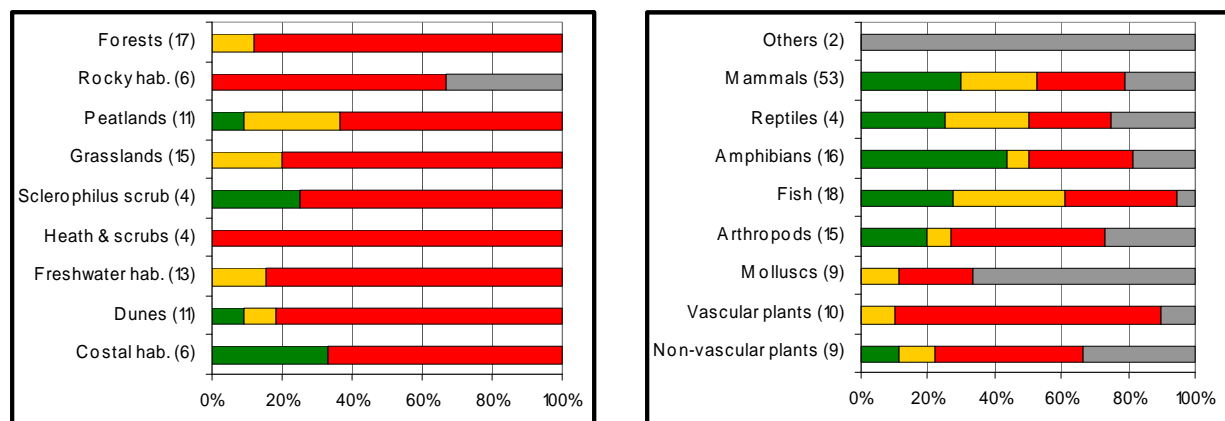 Forests (17)
Rocky hab. (6)
Peatlands (11)
Grasslands (15)
Sclerophilus scrub (4)
Heath & scrubs (4)
Freshwater hab. (13)
Dunes (11)
Costal hab. (6)
0% 20% 40% 60% 80% 100%
Others (2)
Mammals (53)
Reptiles (4)
Amphibians (16)
Fish (18)
Arthropods (15)
Molluscs (9)
Vascular plants (10)
Non-vascular plants (9)
0% 20% 40% 60% 80% 100%